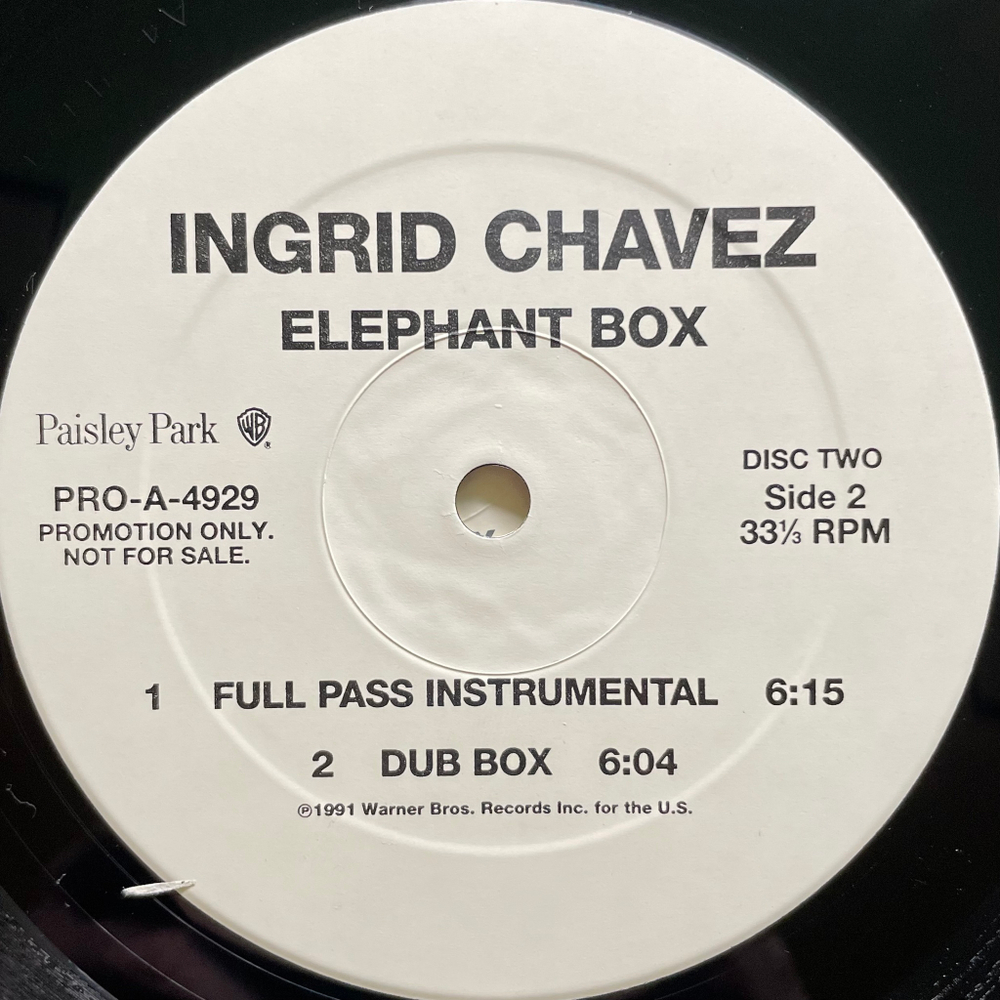 INGRID CHAVEZ
ELEPHANT BOX
Paisley Park WB
PRO-A-4929
PROMOTION ONLY.
NOT FOR SALE.
DISC TWO
Side 2
33⅓ RPM
1 FULL PASS INSTRUMENTAL 6:15
2 DUB BOX 6:04
℗1991 Warner Bros. Records Inc. for the U.S.